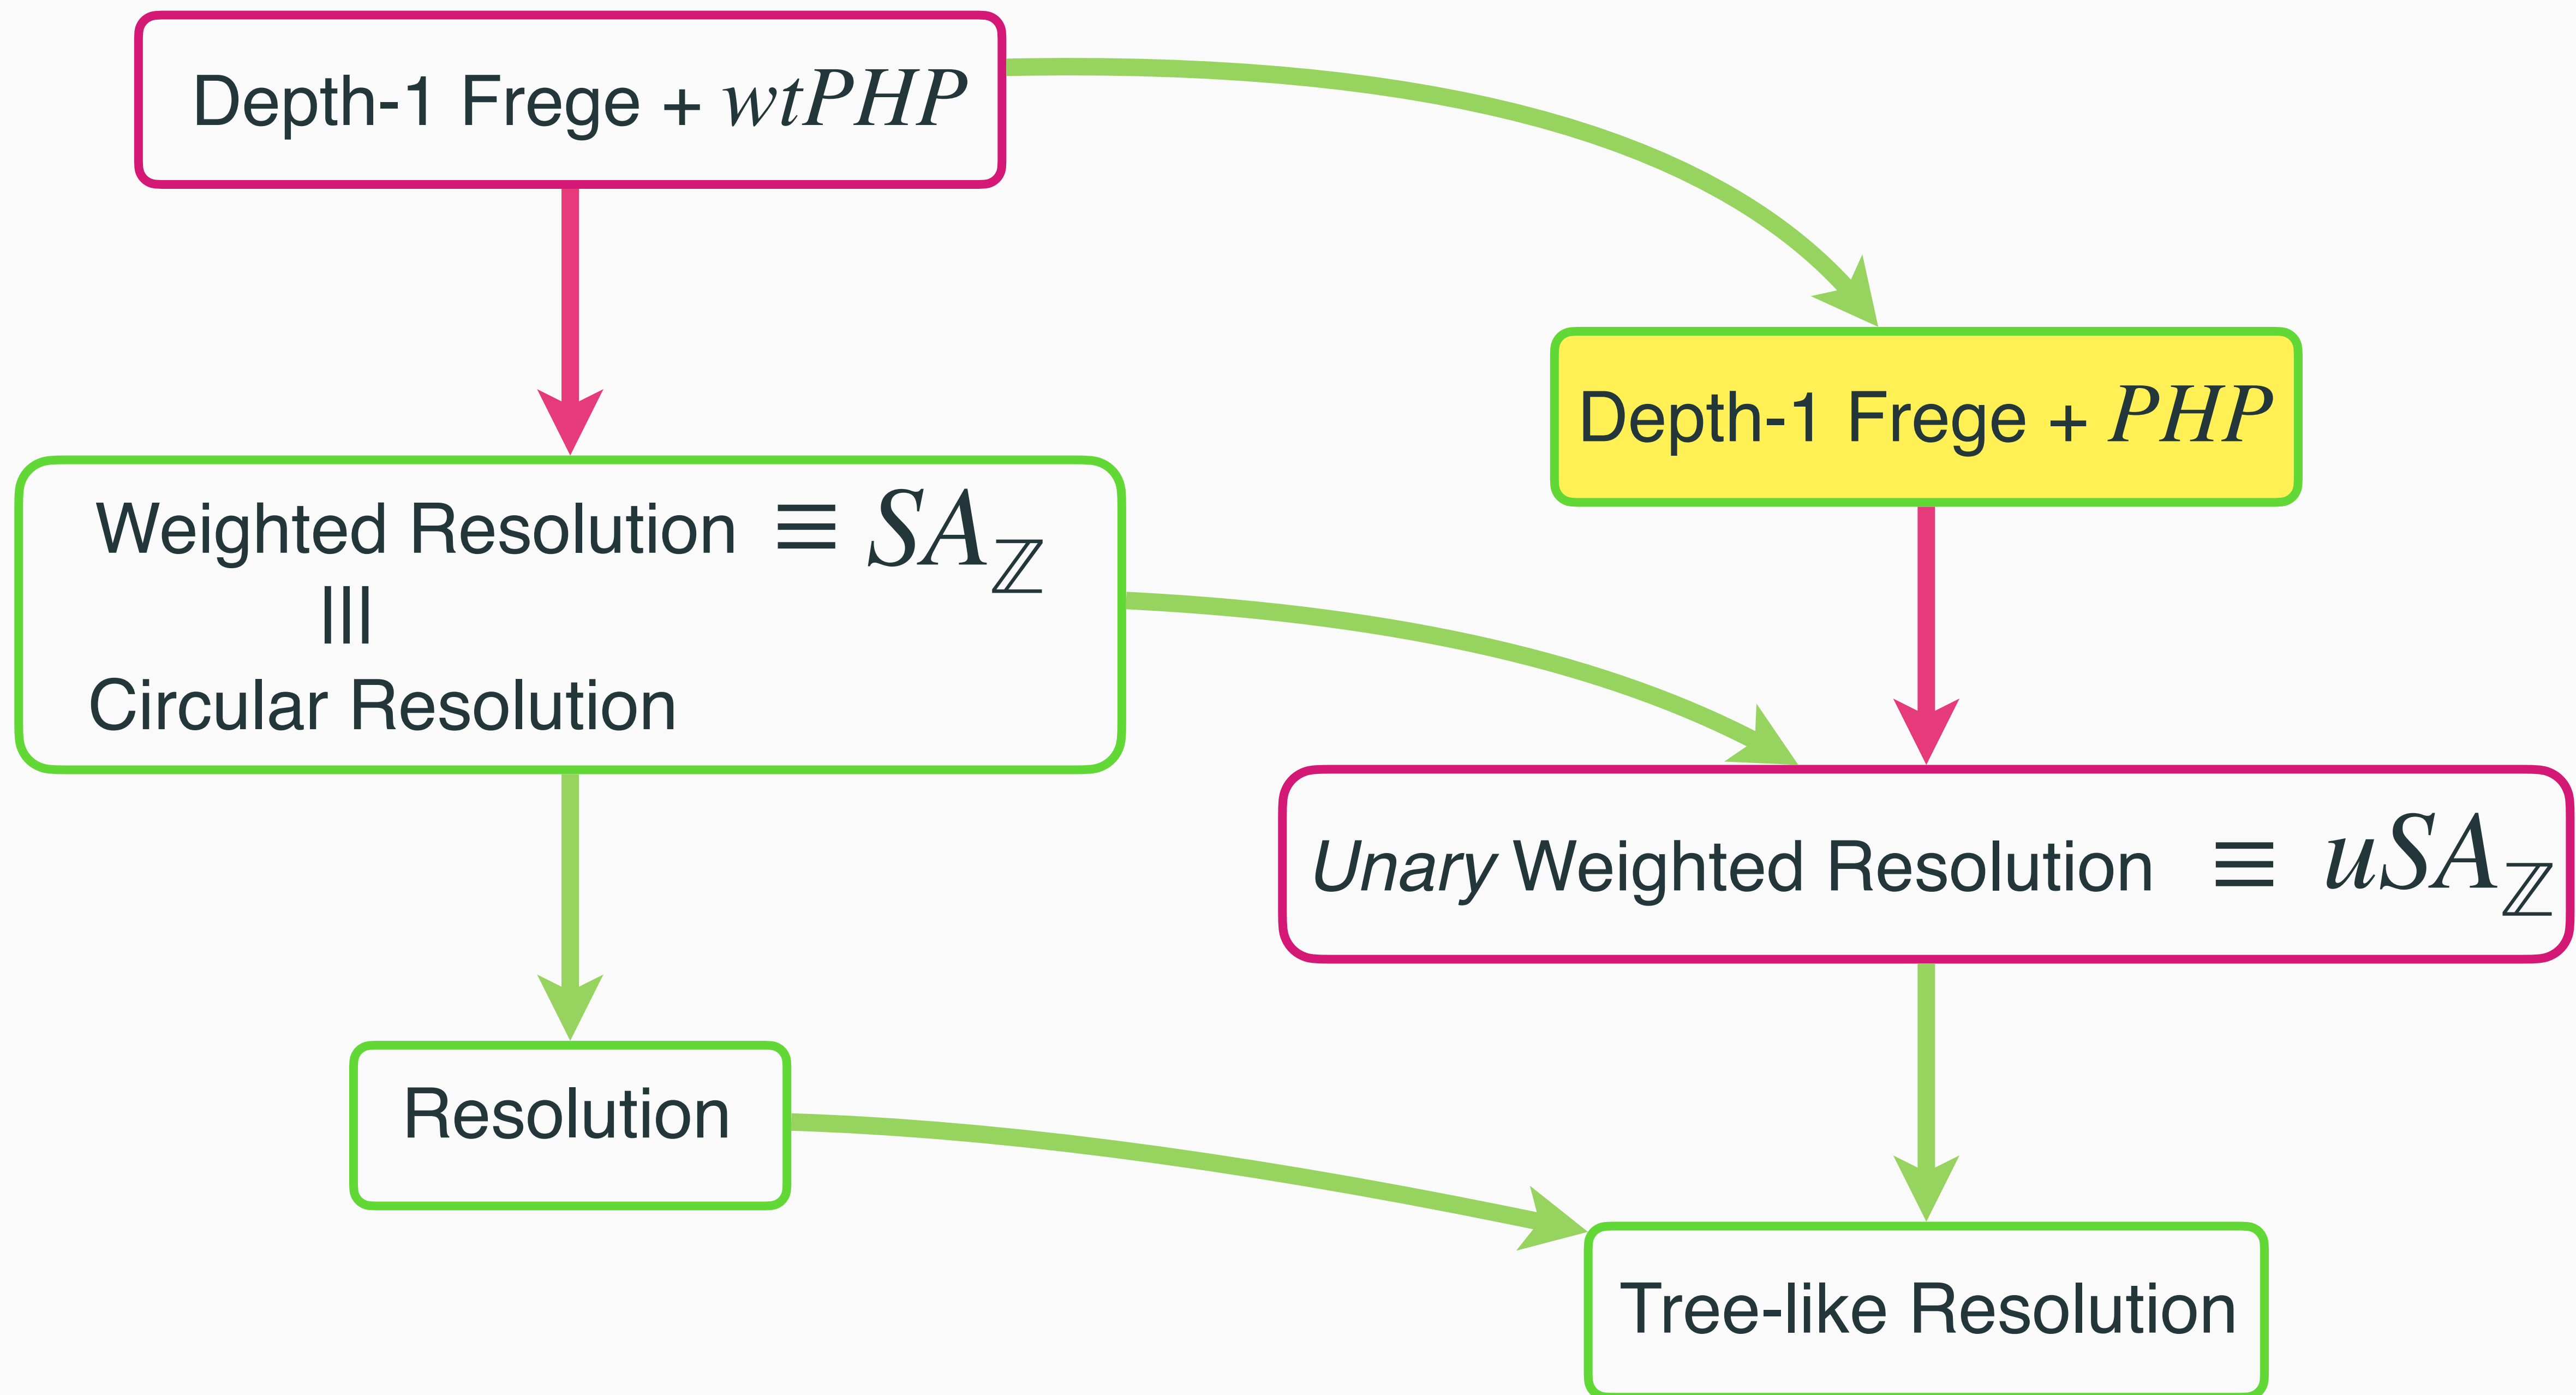 Depth-1 Frege + wtPHP
Depth-1 Frege + PHP
Weighted Resolution ≡ SA_ℤ
|||
Circular Resolution
Unary Weighted Resolution ≡ uSA_ℤ
Resolution
Tree-like Resolution